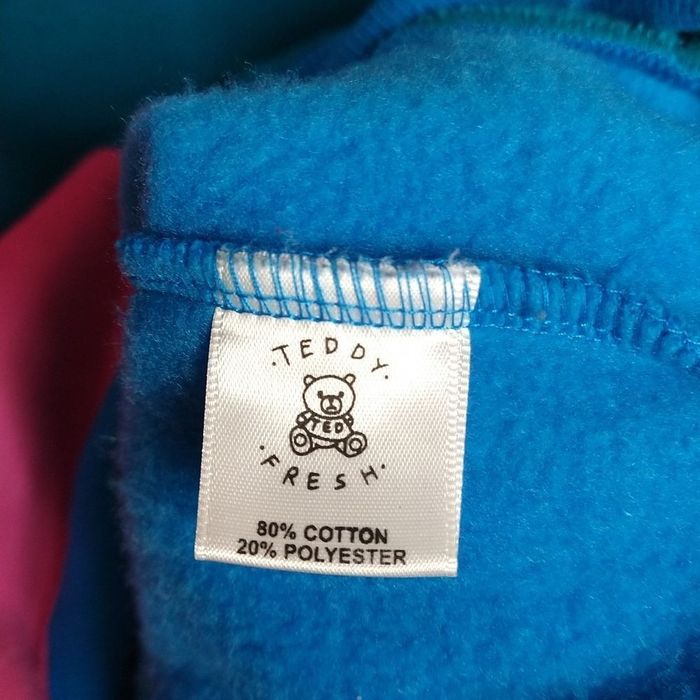 ·TEDDY·
TED
·FRESH·
80% COTTON
20% POLYESTER